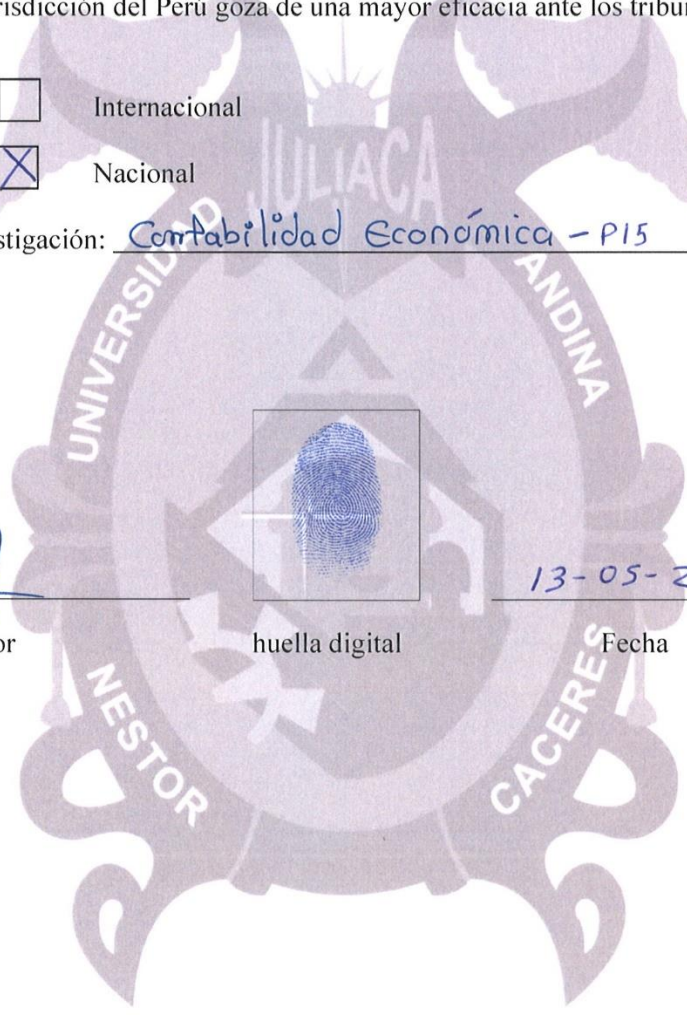 risdicción del Perú goza de una mayor eficacia ante los tribu
Internacional
X Nacional
stigación: Contabilidad Económica - P15
13-05-2
or huella digital Fecha
UNIVERSIDAD ANDINA
NESTOR CACERES
JULIACA